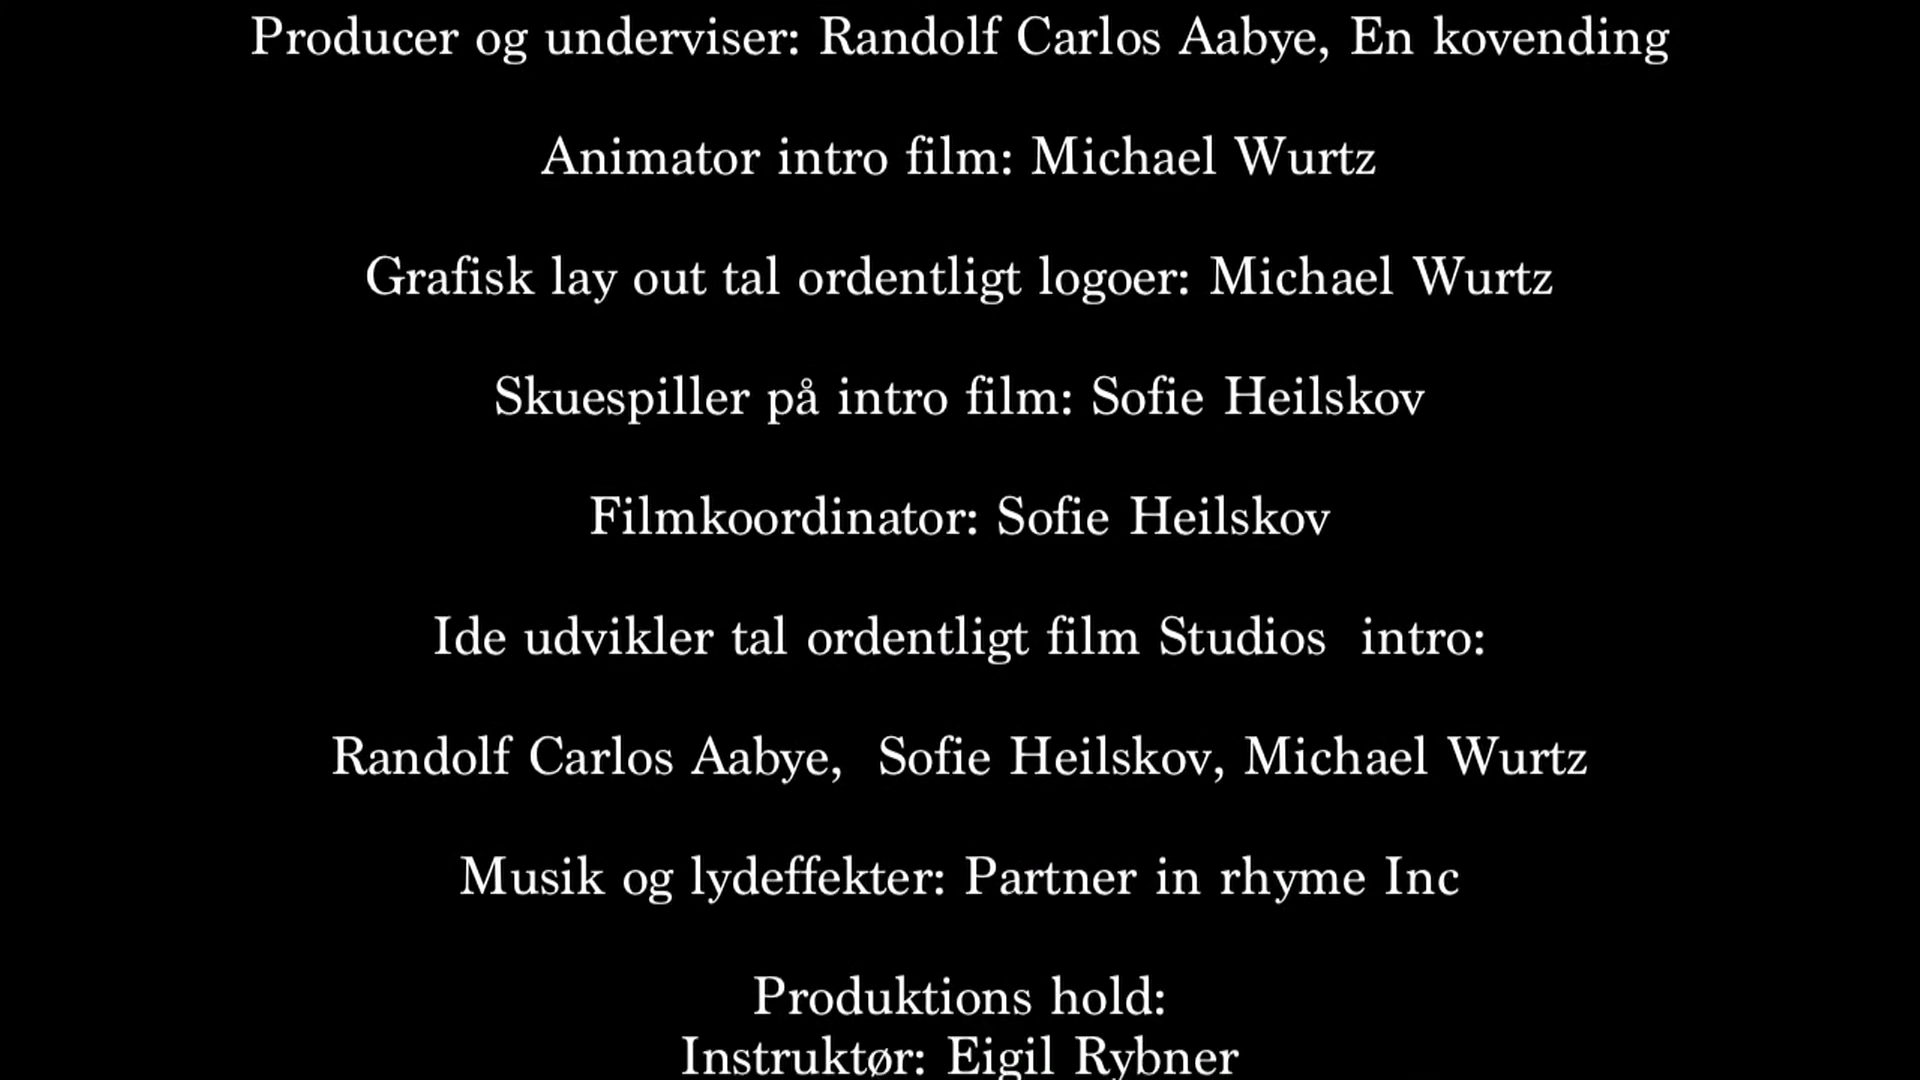 Producer og underviser: Randolf Carlos Aabye, En kovending
Animator intro film: Michael Wurtz
Grafisk lay out tal ordentligt logoer: Michael Wurtz
Skuespiller på intro film: Sofie Heilskov
Filmkoordinator: Sofie Heilskov
Ide udvikler tal ordentligt film Studios  intro:
Randolf Carlos Aabye,  Sofie Heilskov, Michael Wurtz
Musik og lydeffekter: Partner in rhyme Inc
Produktions hold:
Instruktør: Eigil Rybner